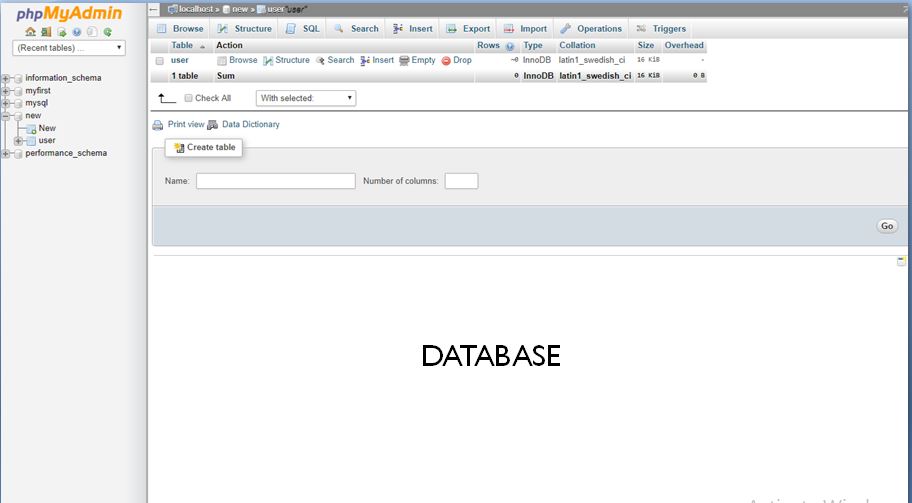 phpMyAdmin
localhost » new » user "user"
Browse Structure SQL Search Insert Export Import Operations Triggers
(Recent tables) ...
Table Action Rows Type Collation Size Overhead
user Browse Structure Search Insert Empty Drop ~0 InnoDB latin1_swedish_ci 16 KiB -
1 table Sum 0 InnoDB latin1_swedish_ci 16 KiB 0 B
Check All With selected:
Print view Data Dictionary
Create table
Name: Number of columns:
Go
information_schema
myfirst
mysql
new
New
user
performance_schema
DATABASE